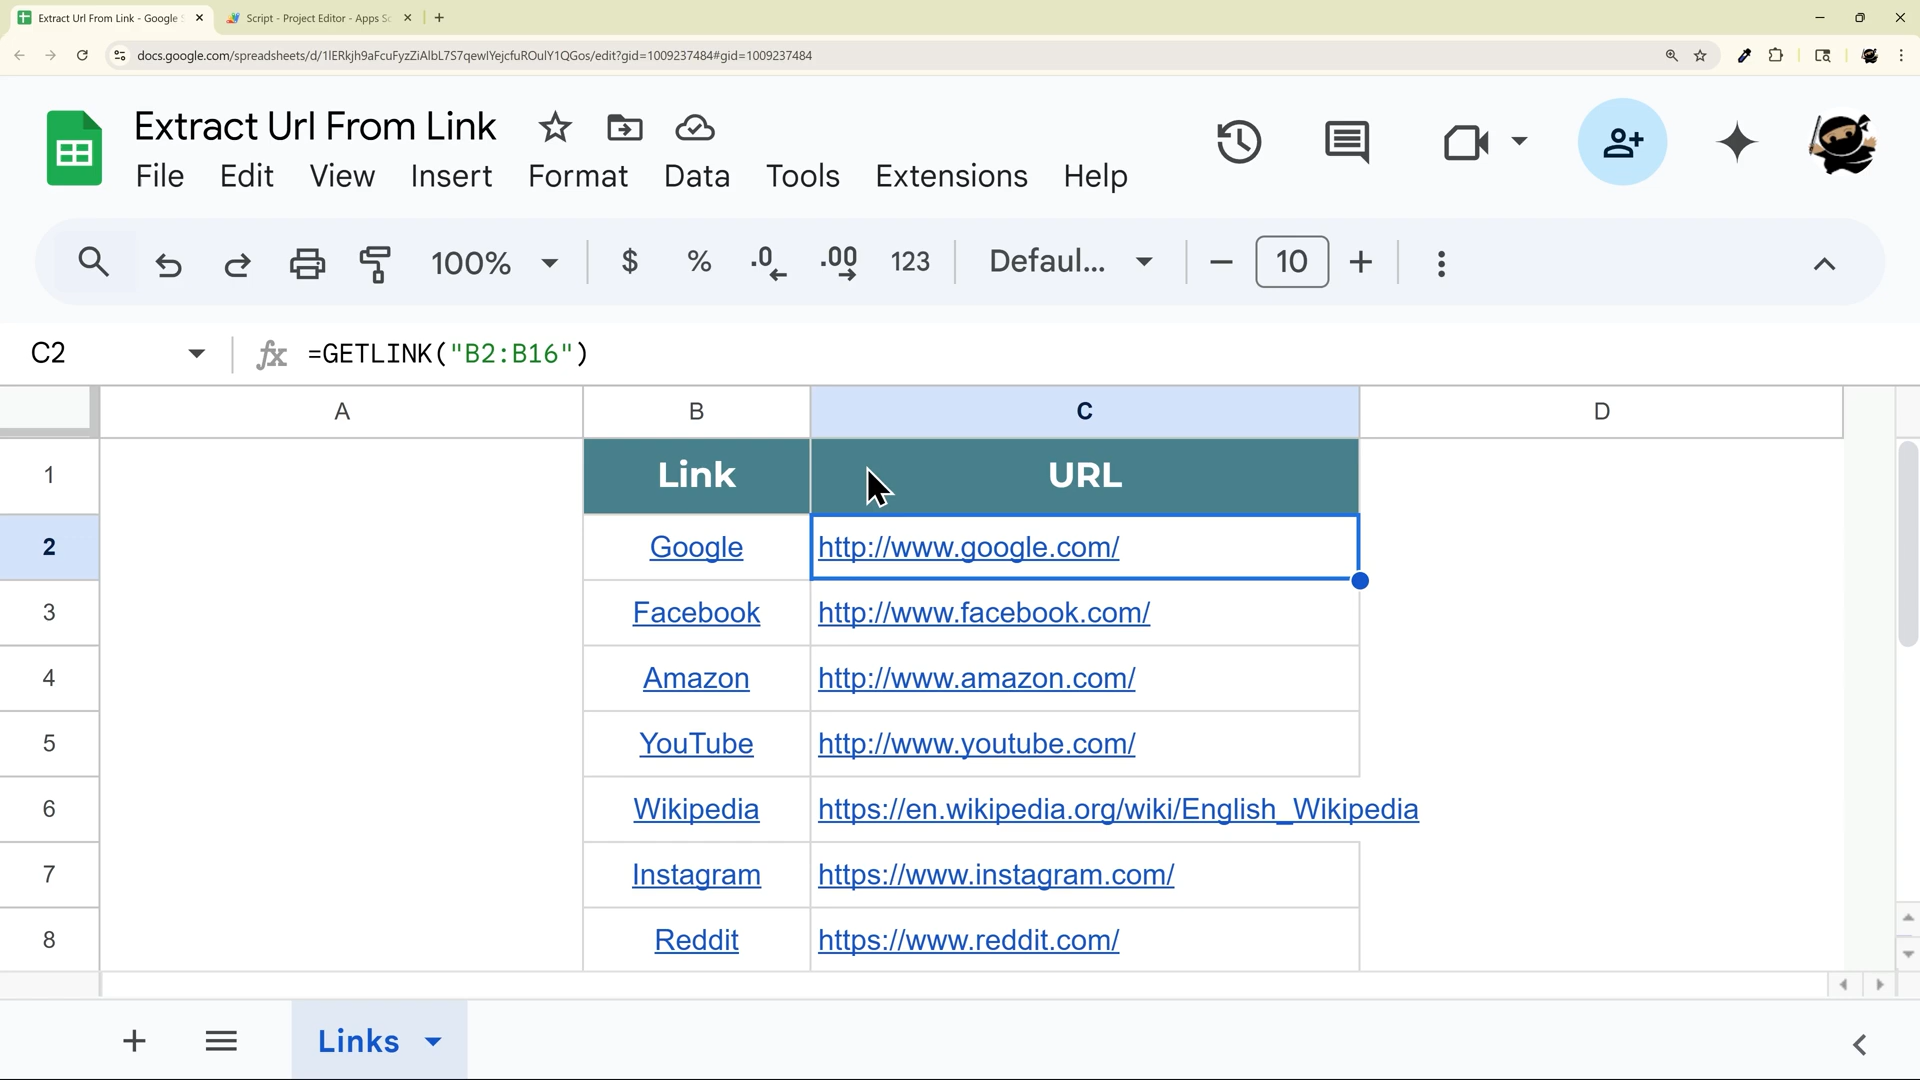 Extract Url From Link - Google S
Script - Project Editor - Apps Sc
docs.google.com/spreadsheets/d/1lERkjh9aFcuFyzZiAlbL7S7qewlYejcfuROulY1QGos/edit?gid=1009237484#gid=1009237484
Extract Url From Link
File Edit View Insert Format Data Tools Extensions Help
100% $ % .0 .00 123 Defaul... 10
C2 fx =GETLINK("B2:B16")
A B C D
1 Link URL
2 Google http://www.google.com/
3 Facebook http://www.facebook.com/
4 Amazon http://www.amazon.com/
5 YouTube http://www.youtube.com/
6 Wikipedia https://en.wikipedia.org/wiki/English_Wikipedia
7 Instagram https://www.instagram.com/
8 Reddit https://www.reddit.com/
Links